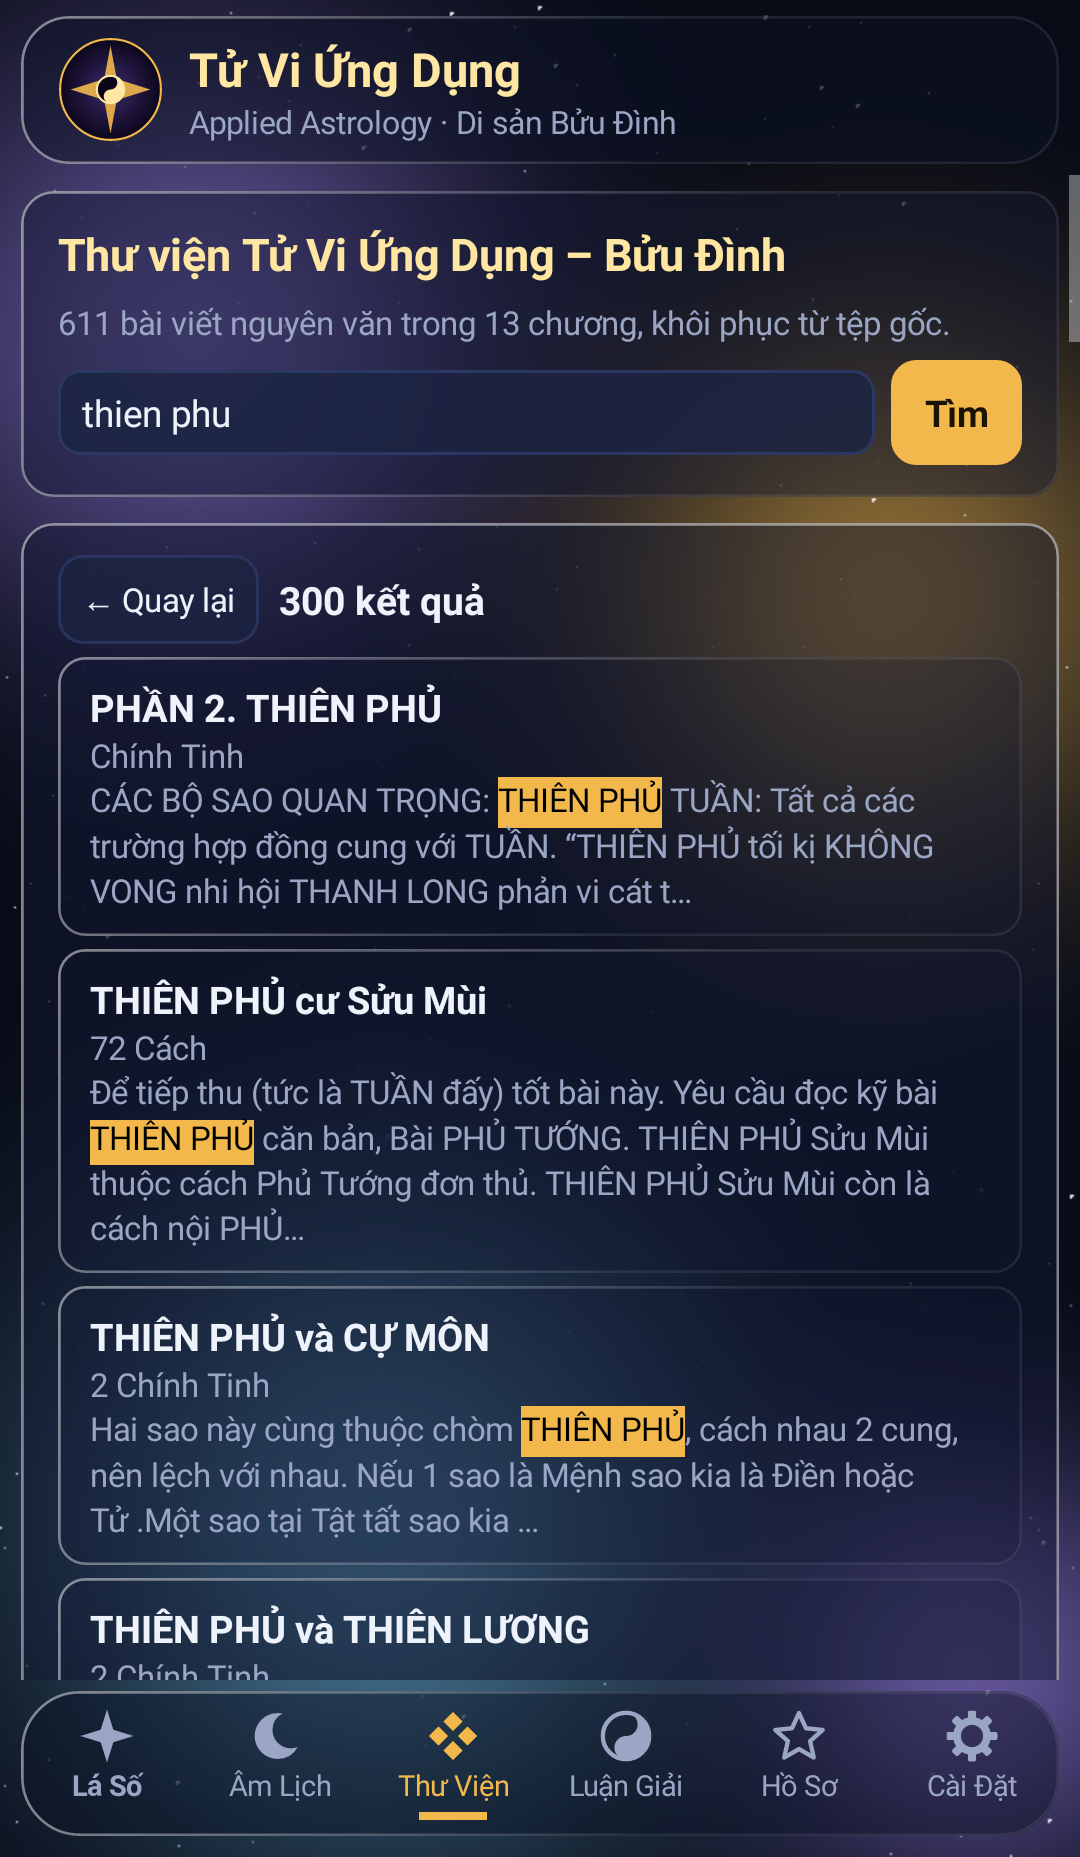 Tử Vi Ứng Dụng
Applied Astrology · Di sản Bửu Đình
Thư viện Tử Vi Ứng Dụng – Bửu Đình
611 bài viết nguyên văn trong 13 chương, khôi phục từ tệp gốc.
thien phu
Tìm
← Quay lại
300 kết quả
PHẦN 2. THIÊN PHỦ
Chính Tinh
CÁC BỘ SAO QUAN TRỌNG: THIÊN PHỦ TUẦN: Tất cả các
trường hợp đồng cung với TUẦN. “THIÊN PHỦ tối kị KHÔNG
VONG nhi hội THANH LONG phản vi cát t...
THIÊN PHỦ cư Sửu Mùi
72 Cách
Để tiếp thu (tức là TUẦN đấy) tốt bài này. Yêu cầu đọc kỹ bài
THIÊN PHỦ căn bản, Bài PHỦ TƯỚNG. THIÊN PHỦ Sửu Mùi
thuộc cách Phủ Tướng đơn thủ. THIÊN PHỦ Sửu Mùi còn là
cách nội PHỦ...
THIÊN PHỦ và CỰ MÔN
2 Chính Tinh
Hai sao này cùng thuộc chòm THIÊN PHỦ, cách nhau 2 cung,
nên lệch với nhau. Nếu 1 sao là Mệnh sao kia là Điền hoặc
Tử .Một sao tại Tật tất sao kia ...
THIÊN PHỦ và THIÊN LƯƠNG
2 Chính Tinh
Lá Số
Âm Lịch
Thư Viện
Luận Giải
Hồ Sơ
Cài Đặt